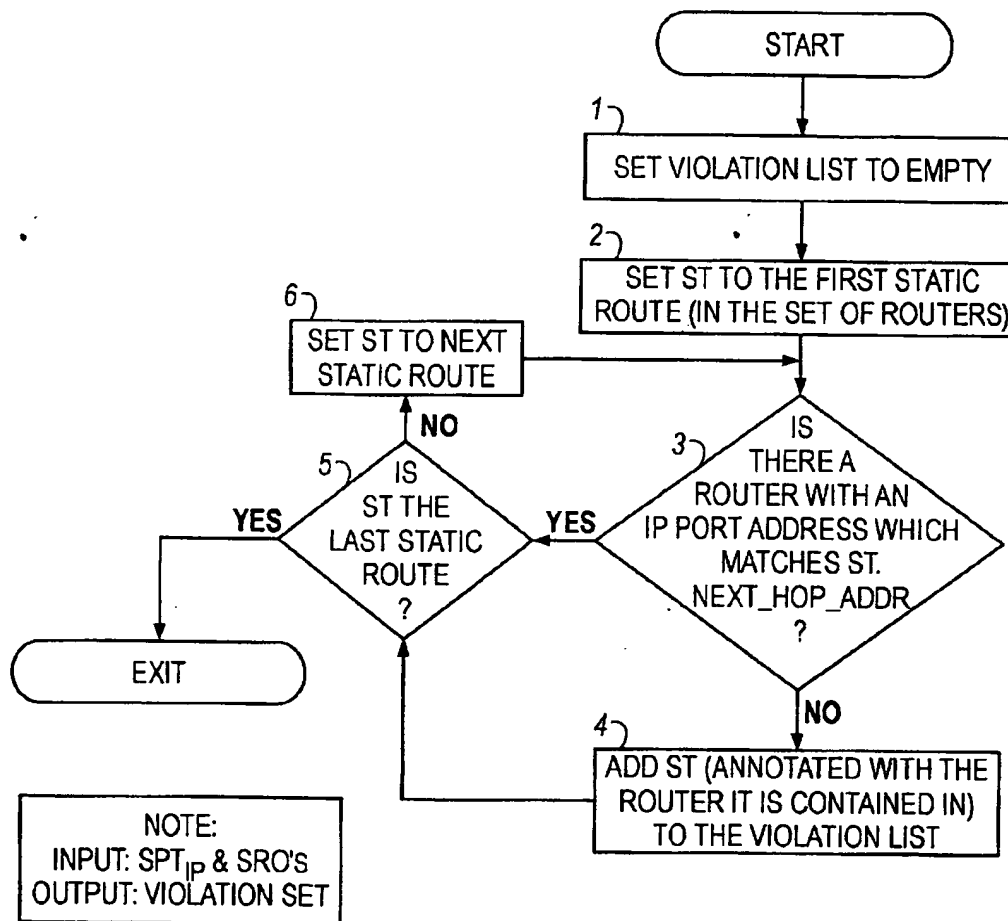 START
1
SET VIOLATION LIST TO EMPTY
2
SET ST TO THE FIRST STATIC
ROUTE (IN THE SET OF ROUTERS)
6
SET ST TO NEXT
STATIC ROUTE
NO
3
IS
THERE A
ROUTER WITH AN
IP PORT ADDRESS WHICH
MATCHES ST.
NEXT_HOP_ADDR
?
YES
NO
5
IS
ST THE
LAST STATIC
ROUTE
?
YES
EXIT
4
ADD ST (ANNOTATED WITH THE
ROUTER IT IS CONTAINED IN)
TO THE VIOLATION LIST
NOTE:
INPUT: SPTIP & SRO's
OUTPUT: VIOLATION SET